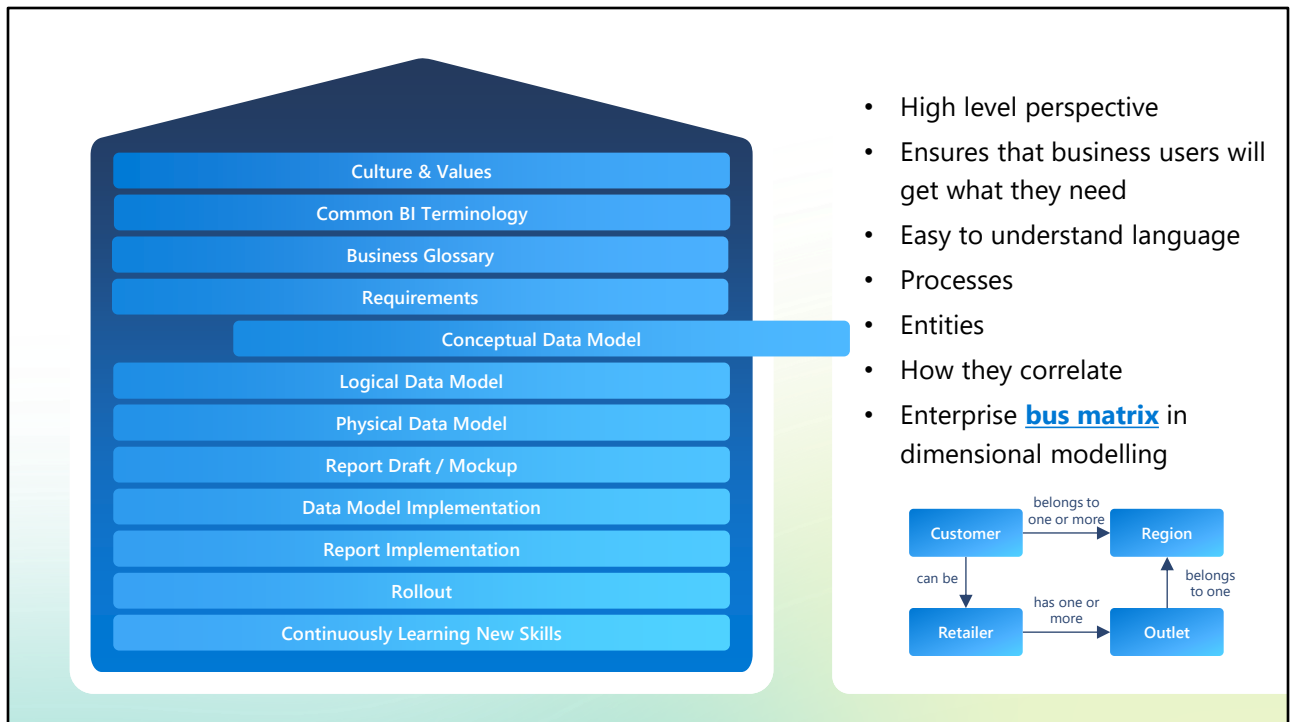 Culture & Values
Common BI Terminology
Business Glossary
Requirements
Conceptual Data Model
Logical Data Model
Physical Data Model
Report Draft / Mockup
Data Model Implementation
Report Implementation
Rollout
Continuously Learning New Skills
• High level perspective
• Ensures that business users will
get what they need
• Easy to understand language
• Processes
• Entities
• How they correlate
• Enterprise bus matrix in
dimensional modelling
Customer
belongs to
one or more
Region
can be
belongs
to one
Retailer
has one or
more
Outlet